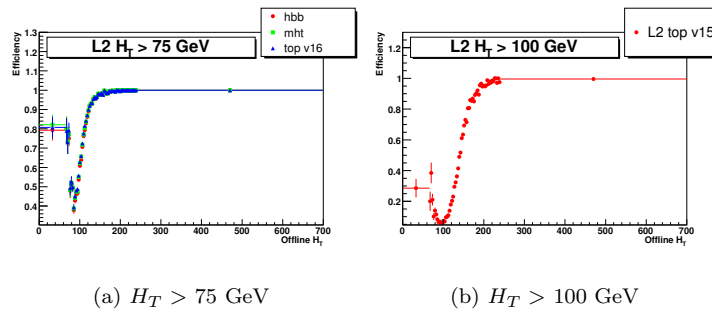 L2 H_T > 75 GeV
hbb
mht
top v16
Efficiency
1.3
1.2
1.1
1
0.9
0.8
0.7
0.6
0.5
0.4
0 100 200 300 400 500 600 700
Offline H_T
(a) H_T > 75 GeV
L2 H_T > 100 GeV
L2 top v15
Efficiency
1.2
1
0.8
0.6
0.4
0.2
0 100 200 300 400 500 600 700
Offline H_T
(b) H_T > 100 GeV